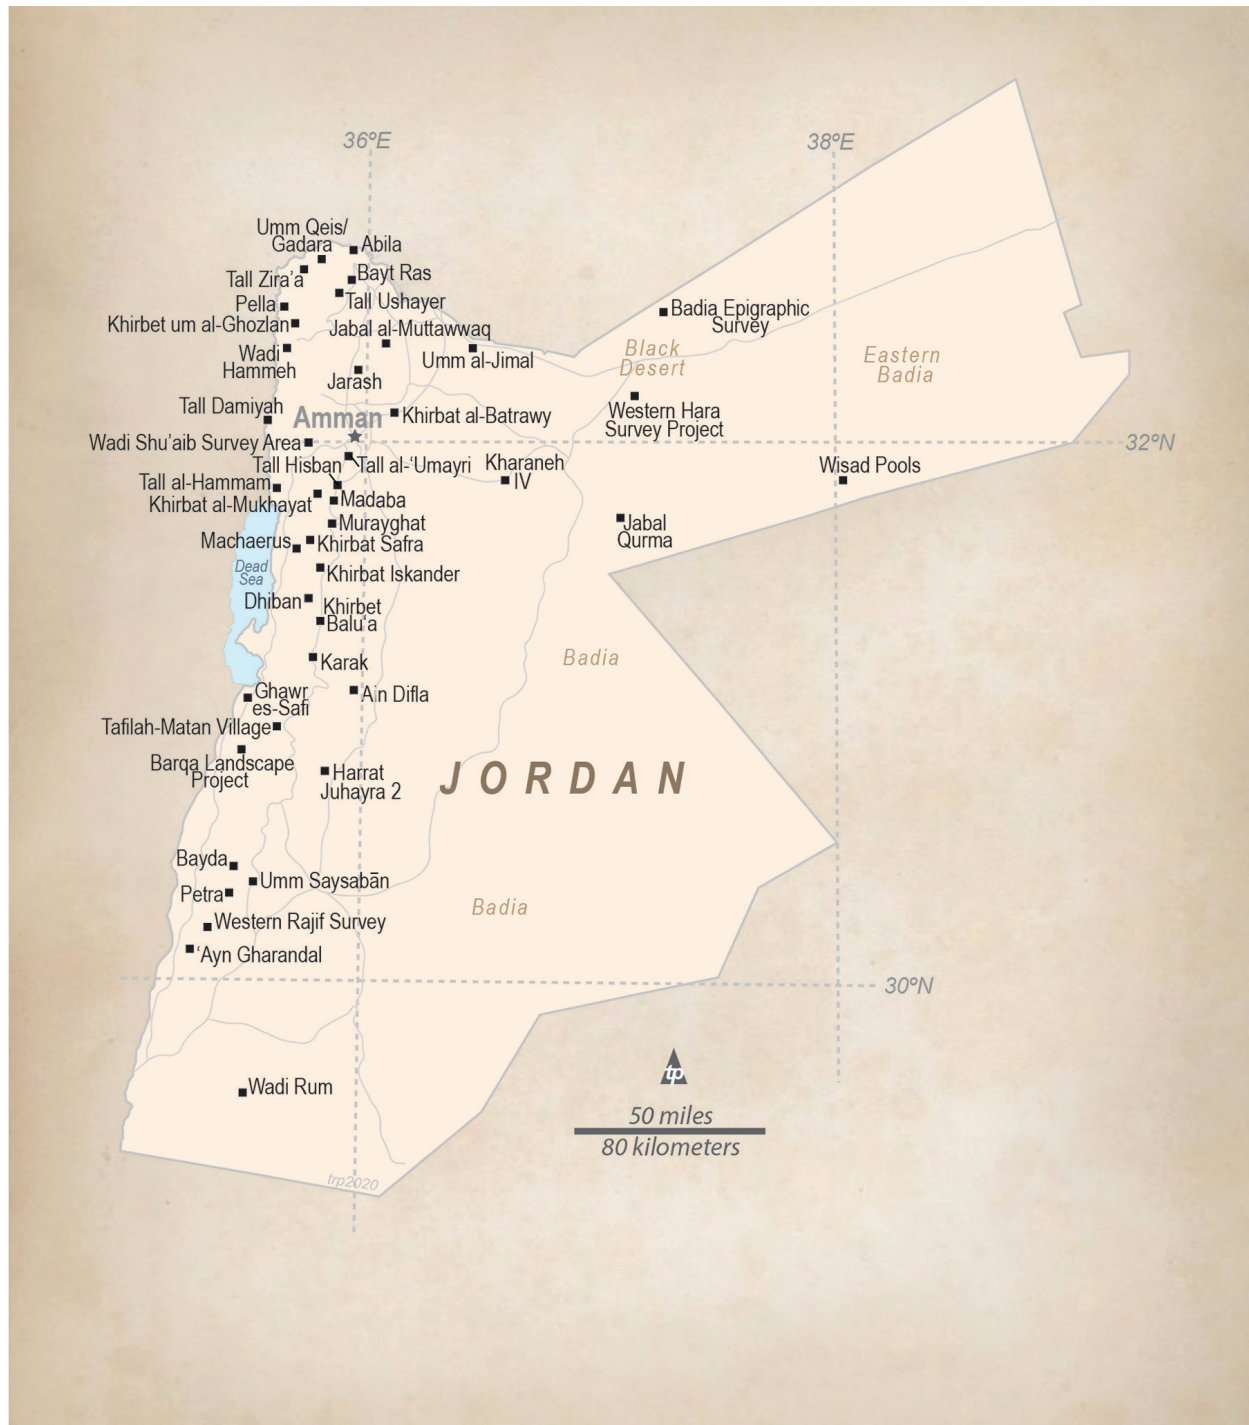 36ºE
38ºE
Umm Qeis/
Gadara
Abila
Tall Zira’a
Bayt Ras
Pella
Tall Ushayer
Khirbet um al-Ghozlan
Jabal al-Muttawwaq
Badia Epigraphic
Survey
Wadi
Hammeh
Umm al-Jimal
Black
Desert
Eastern
Badia
Jarash
Tall Damiyah
Amman
Khirbat al-Batrawy
Western Hara
Survey Project
Wadi Shu’aib Survey Area
32ºN
Tall Hisban
Tall al-‘Umayri
Kharaneh
IV
Wisad Pools
Tall al-Hammam
Khirbat al-Mukhayat
Madaba
Murayghat
Jabal
Qurma
Machaerus
Khirbat Safra
Dead
Sea
Khirbat Iskander
Dhiban
Khirbet
Balu‘a
Karak
Badia
Ghawr
es-Safi
Ain Difla
Tafilah-Matan Village
Barqa Landscape
Project
Harrat
Juhayra 2
JORDAN
Bayda
Umm Saysabān
Petra
Badia
Western Rajif Survey
‘Ayn Gharandal
30ºN
tp
Wadi Rum
50 miles
80 kilometers
trp2020